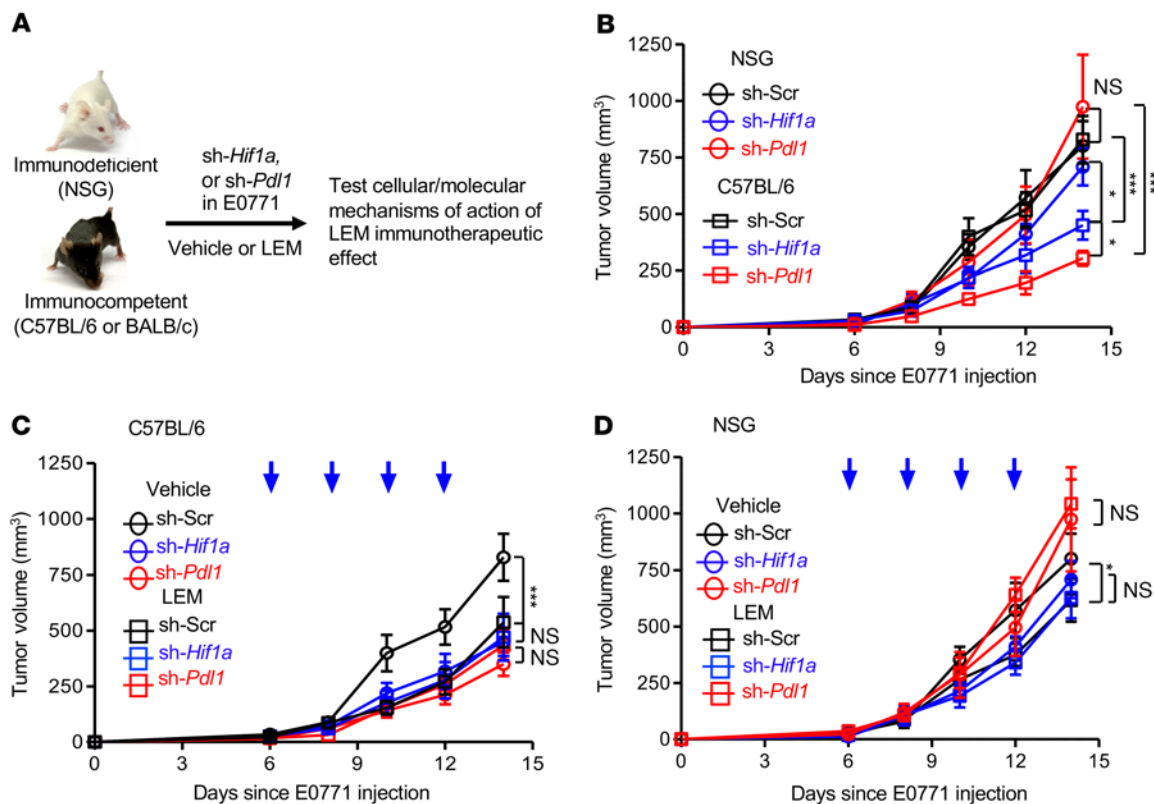 A
Immunodeficient
(NSG)
Immunocompetent
(C57BL/6 or BALB/c)
sh-Hif1a,
or sh-Pdl1
in E0771
Vehicle or LEM
Test cellular/molecular
mechanisms of action of
LEM immunotherapeutic
effect
B
Tumor volume (mm³)
1250
1000
750
500
250
0
NSG
sh-Scr
sh-Hif1a
sh-Pdl1
C57BL/6
sh-Scr
sh-Hif1a
sh-Pdl1
NS
*
*
***
***
0 3 6 9 12 15
Days since E0771 injection
C
C57BL/6
Tumor volume (mm³)
1250
1000
750
500
250
0
Vehicle
sh-Scr
sh-Hif1a
sh-Pdl1
LEM
sh-Scr
sh-Hif1a
sh-Pdl1
***
NS
NS
0 3 6 9 12 15
Days since E0771 injection
D
NSG
Tumor volume (mm³)
1250
1000
750
500
250
0
Vehicle
sh-Scr
sh-Hif1a
sh-Pdl1
LEM
sh-Scr
sh-Hif1a
sh-Pdl1
NS
*
NS
0 3 6 9 12 15
Days since E0771 injection